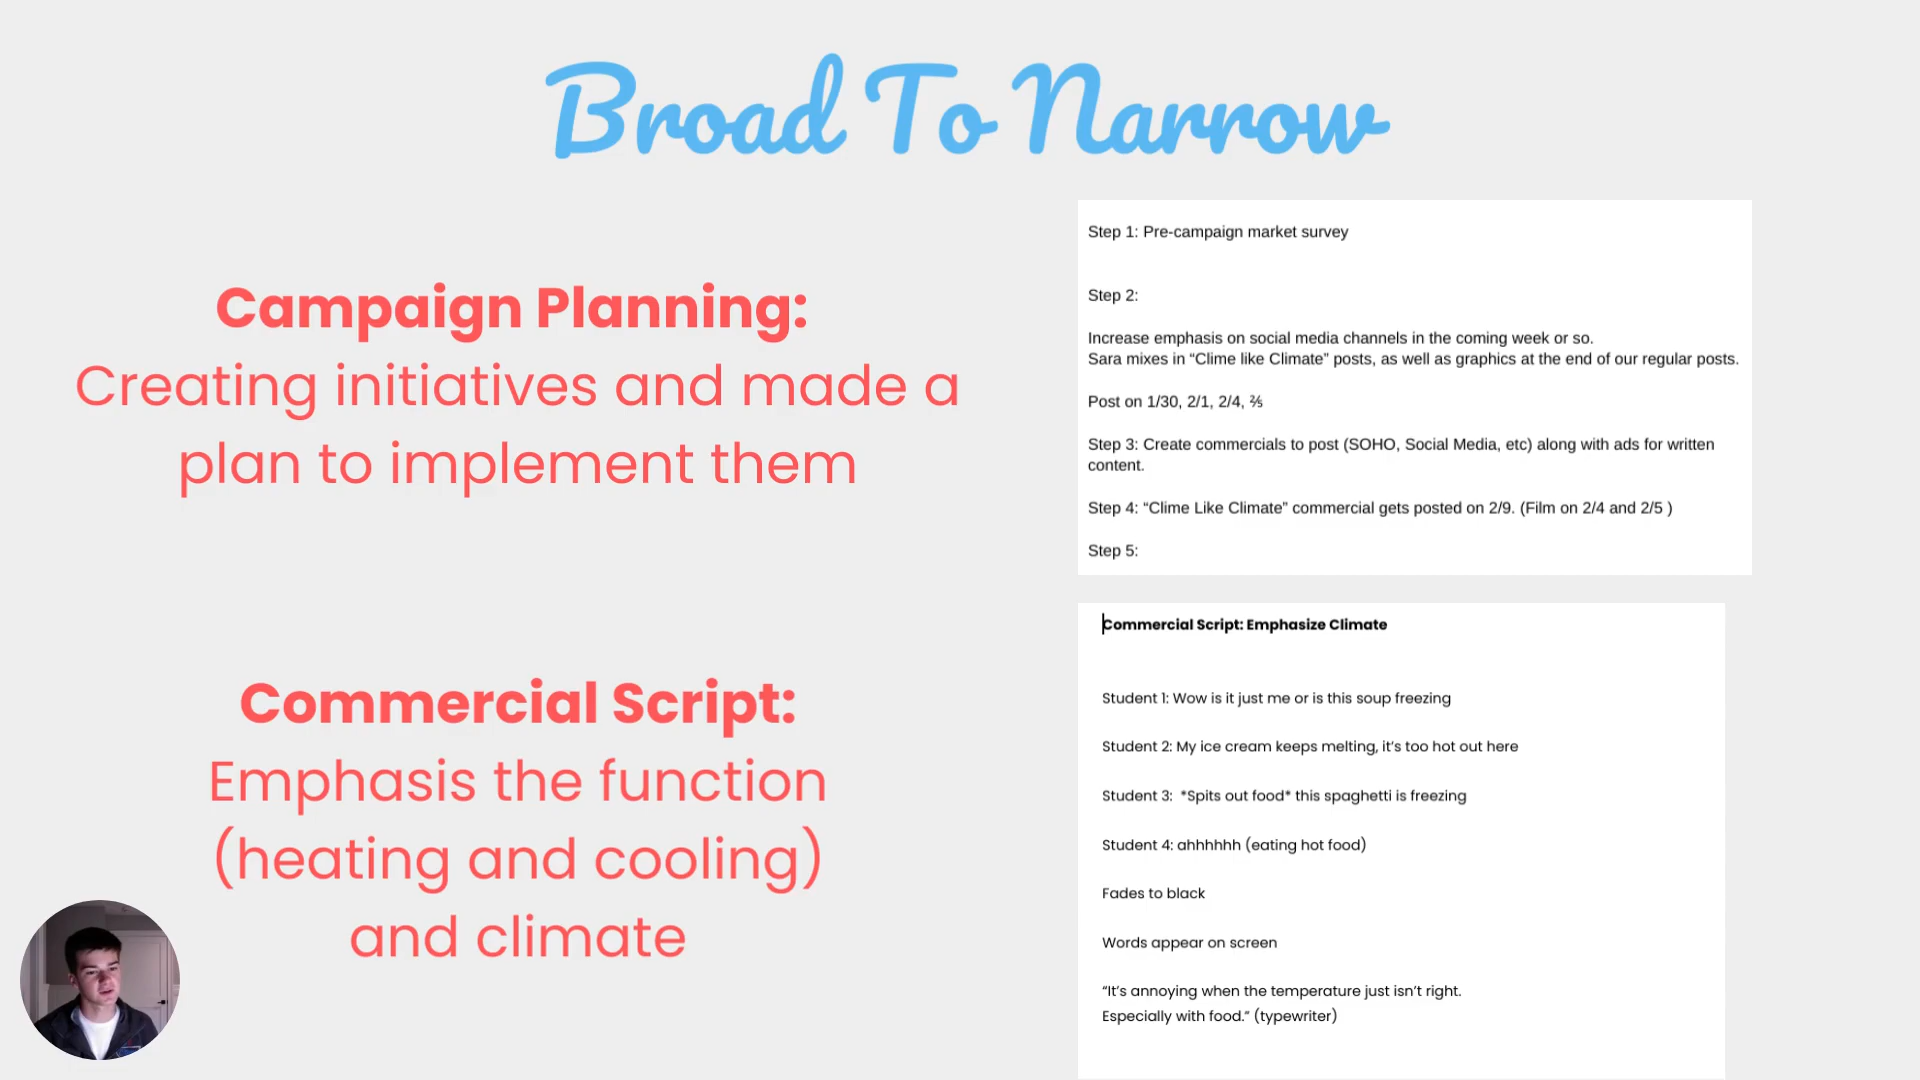 Broad To Narrow
Campaign Planning:
Creating initiatives and made a
plan to implement them
Step 1: Pre-campaign market survey
Step 2:
Increase emphasis on social media channels in the coming week or so.
Sara mixes in “Clime like Climate” posts, as well as graphics at the end of our regular posts.
Post on 1/30, 2/1, 2/4, ⅖
Step 3: Create commercials to post (SOHO, Social Media, etc) along with ads for written
content.
Step 4: “Clime Like Climate” commercial gets posted on 2/9. (Film on 2/4 and 2/5 )
Step 5:
Commercial Script:
Emphasis the function
(heating and cooling)
and climate
Commercial Script: Emphasize Climate
Student 1: Wow is it just me or is this soup freezing
Student 2: My ice cream keeps melting, it’s too hot out here
Student 3:  *Spits out food* this spaghetti is freezing
Student 4: ahhhhhh (eating hot food)
Fades to black
Words appear on screen
“It’s annoying when the temperature just isn’t right.
Especially with food.” (typewriter)